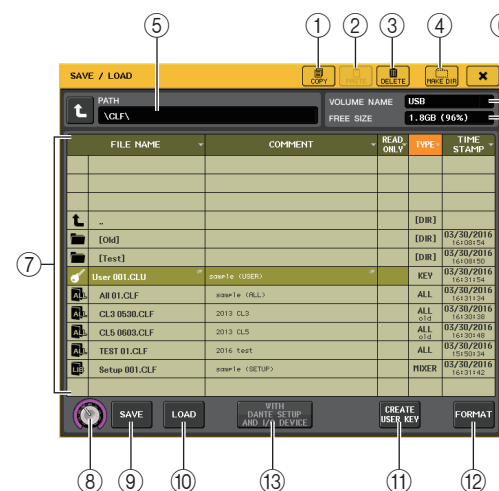 ⑤ ① ② ③ ④
SAVE / LOAD COPY PASTE DELETE MAKE DIR ×
PATH
\CLF\
VOLUME NAME USB
FREE SIZE 1.8GB (96%)
FILE NAME COMMENT READ ONLY TYPE TIME STAMP
.. [DIR]
[Old] [DIR] 03/30/2016 16:08:54
[Test] [DIR] 03/30/2016 16:08:50
User 001.CLU sample (USER) KEY 03/30/2016 16:31:54
ALL All 01.CLF sample (ALL) ALL 03/30/2016 16:31:34
ALL CL3 0530.CLF 2013 CL3 ALL old 03/30/2016 16:30:38
ALL CL5 0603.CLF 2013 CL5 ALL old 03/30/2016 16:30:48
ALL TEST 01.CLF 2016 test ALL 03/30/2016 15:50:34
LIB Setup 001.CLF sample (SETUP) MIXER 03/30/2016 16:31:42
⑦
SAVE LOAD WITH DANTE SETUP AND I/O DEVICE CREATE USER KEY FORMAT
⑧ ⑨ ⑩ ⑬ ⑪ ⑫